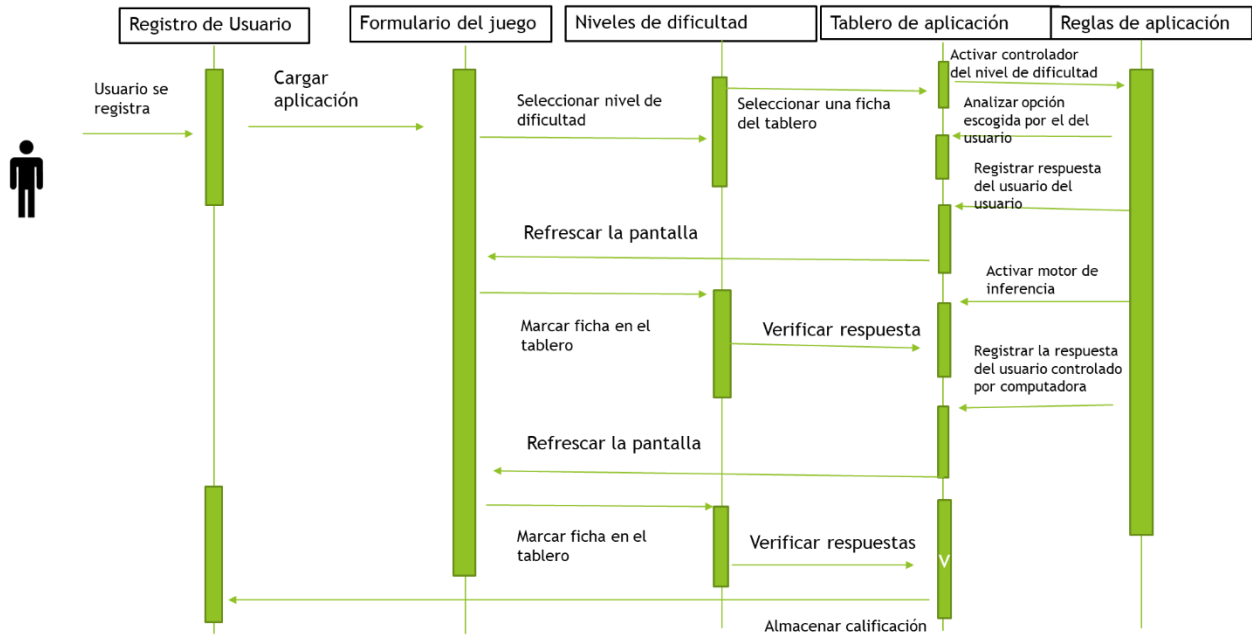 Registro de Usuario
Formulario del juego
Niveles de dificultad
Tablero de aplicación
Reglas de aplicación
Usuario se
registra
Cargar
aplicación
Seleccionar nivel de
dificultad
Seleccionar una ficha
del tablero
Activar controlador
del nivel de dificultad
Analizar opción
escogida por el del
usuario
Registrar respuesta
del usuario del
usuario
Refrescar la pantalla
Activar motor de
inferencia
Marcar ficha en el
tablero
Verificar respuesta
Registrar la respuesta
del usuario controlado
por computadora
Refrescar la pantalla
Marcar ficha en el
tablero
Verificar respuestas
V
Almacenar calificación